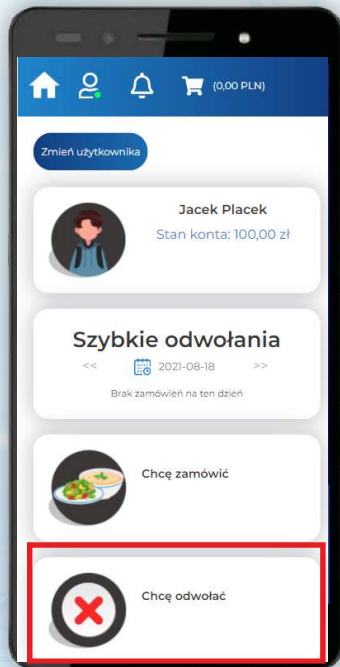 (0,00 PLN)
Zmień użytkownika
Jacek Placek
Stan konta: 100,00 zł
Szybkie odwołania
<< 2021-08-18 >>
Brak zamówień na ten dzień
Chcę zamówić
Chcę odwołać